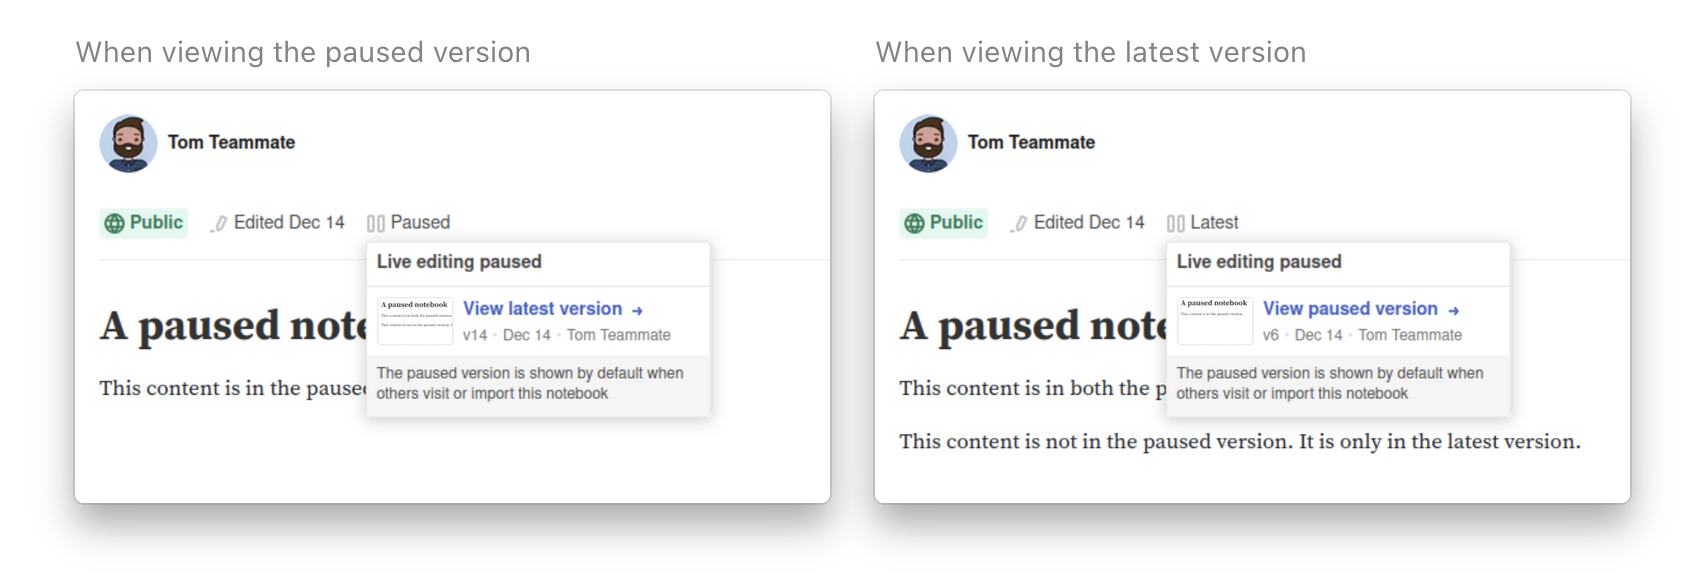 When viewing the paused version
Tom Teammate
Public Edited Dec 14 Paused
Live editing paused
A paused note
A paused notebook
View latest version →
v14 • Dec 14 • Tom Teammate
This content is in the paused
The paused version is shown by default when
others visit or import this notebook
When viewing the latest version
Tom Teammate
Public Edited Dec 14 Latest
Live editing paused
A paused note
A paused notebook
View paused version →
v6 • Dec 14 • Tom Teammate
This content is in both the p
The paused version is shown by default when
others visit or import this notebook
This content is not in the paused version. It is only in the latest version.